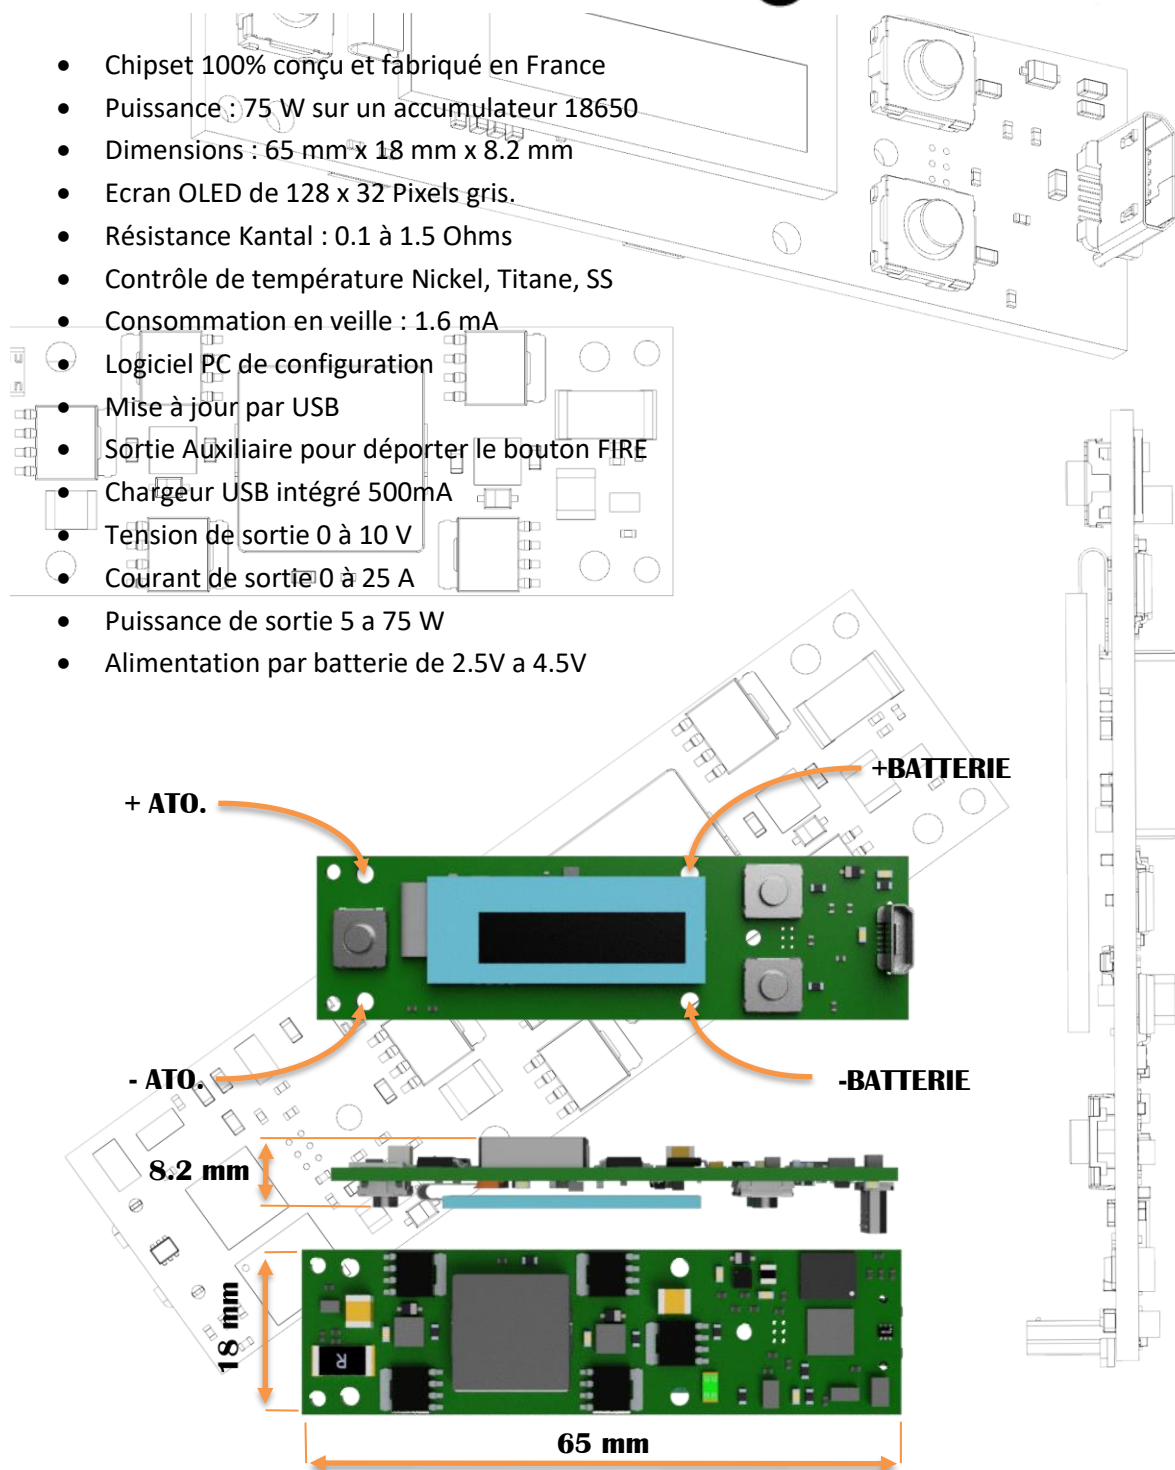 • Chipset 100% conçu et fabriqué en France
• Puissance : 75 W sur un accumulateur 18650
• Dimensions : 65 mm x 18 mm x 8.2 mm
• Ecran OLED de 128 x 32 Pixels gris.
• Résistance Kantal : 0.1 à 1.5 Ohms
• Contrôle de température Nickel, Titane, SS
• Consommation en veille : 1.6 mA
• Logiciel PC de configuration
• Mise à jour par USB
• Sortie Auxiliaire pour déporter le bouton FIRE
• Chargeur USB intégré 500mA
• Tension de sortie 0 à 10 V
• Courant de sortie 0 à 25 A
• Puissance de sortie 5 a 75 W
• Alimentation par batterie de 2.5V a 4.5V
+BATTERIE
+ ATO.
- ATO.
-BATTERIE
8.2 mm
18 mm
R
65 mm